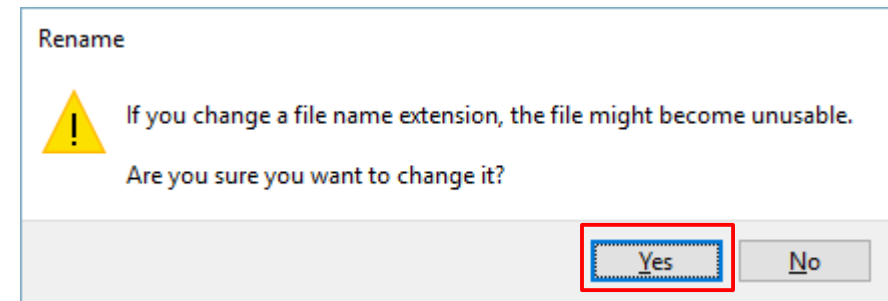 Rename
If you change a file name extension, the file might become unusable.
Are you sure you want to change it?
Yes No